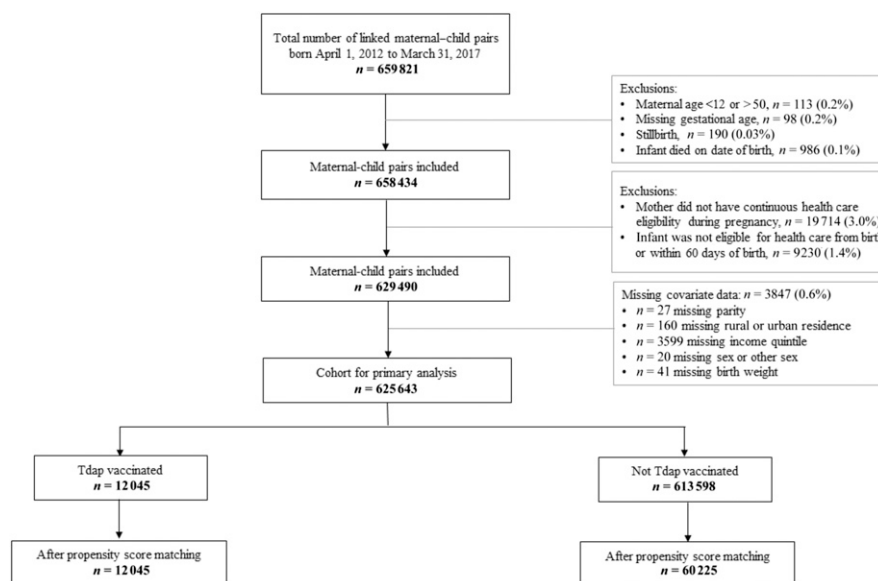 Total number of linked maternal–child pairs
born April 1, 2012 to March 31, 2017
n = 659 821
Exclusions:
• Maternal age <12 or > 50, n = 113 (0.2%)
• Missing gestational age, n = 98 (0.2%)
• Stillbirth, n = 190 (0.03%)
• Infant died on date of birth, n = 986 (0.1%)
Maternal-child pairs included
n = 658 434
Exclusions:
• Mother did not have continuous health care
eligibility during pregnancy, n = 19 714 (3.0%)
• Infant was not eligible for health care from birt
or within 60 days of birth, n = 9230 (1.4%)
Maternal-child pairs included
n = 629 490
Missing covariate data: n = 3847 (0.6%)
• n = 27 missing parity
• n = 160 missing rural or urban residence
• n = 3599 missing income quintile
• n = 20 missing sex or other sex
• n = 41 missing birth weight
Cohort for primary analysis
n = 625 643
Tdap vaccinated
n = 12 045
Not Tdap vaccinated
n = 613 598
After propensity score matching
n = 12 045
After propensity score matching
n = 60 225